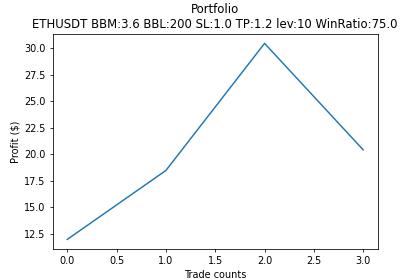 Portfolio
ETHUSDT BBM:3.6 BBL:200 SL:1.0 TP:1.2 lev:10 WinRatio:75.0
30.0
27.5
25.0
22.5
20.0
17.5
15.0
12.5
Profit ($)
0.0 0.5 1.0 1.5 2.0 2.5 3.0
Trade counts